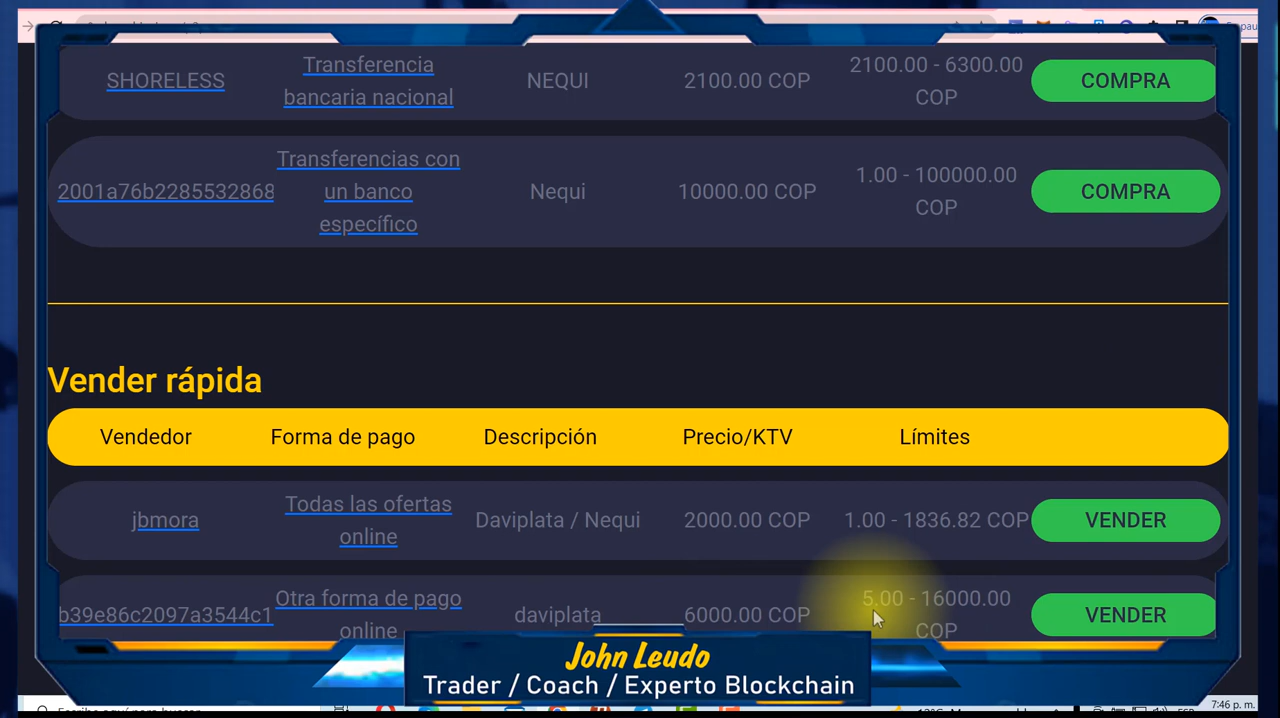 SHORELESS
Transferencia
bancaria nacional
NEQUI
2100.00 COP
2100.00 - 6300.00
COP
COMPRA
2001a76b2285532868
Transferencias con
un banco
específico
Nequi
10000.00 COP
1.00 - 100000.00
COP
COMPRA
Vender rápida
Vendedor Forma de pago Descripción Precio/KTV Límites
jbmora
Todas las ofertas
online
Daviplata / Nequi
2000.00 COP
1.00 - 1836.82 COP
VENDER
b39e86c2097a3544c1
Otra forma de pago
online
daviplata
6000.00 COP
5.00 - 16000.00
COP
VENDER
John Leudo
Trader / Coach / Experto Blockchain
7:46 p. m.